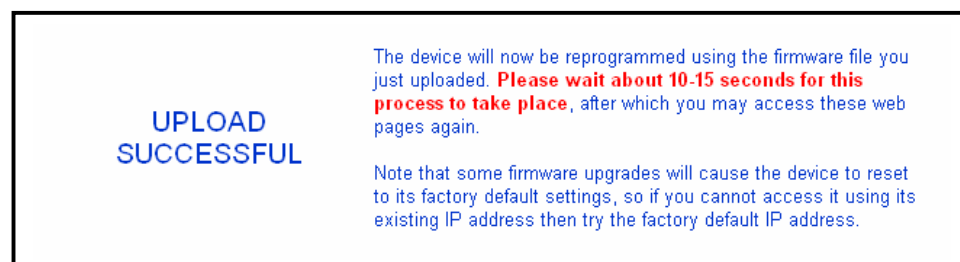 UPLOAD
SUCCESSFUL
The device will now be reprogrammed using the firmware file you
just uploaded. Please wait about 10-15 seconds for this
process to take place, after which you may access these web
pages again.
Note that some firmware upgrades will cause the device to reset
to its factory default settings, so if you cannot access it using its
existing IP address then try the factory default IP address.